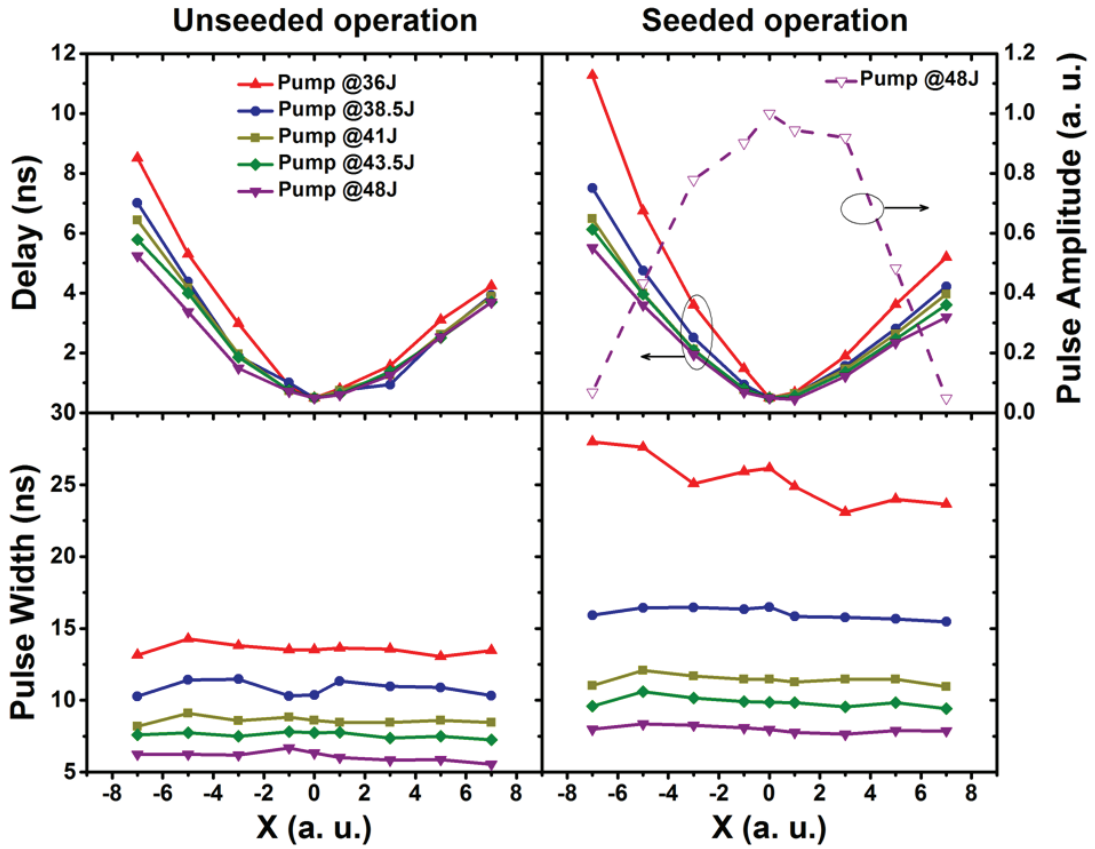 Unseeded operation
Seeded operation
12
10
8
6
4
2
30
Delay (ns)
Pump @36J
Pump @38.5J
Pump @41J
Pump @43.5J
Pump @48J
Pump @48J
1.2
1.0
0.8
0.6
0.4
0.2
0.0
Pulse Amplitude (a. u.)
25
20
15
10
5
Pulse Width (ns)
-8 -6 -4 -2 0 2 4 6 8
-8 -6 -4 -2 0 2 4 6 8
X (a. u.)
X (a. u.)